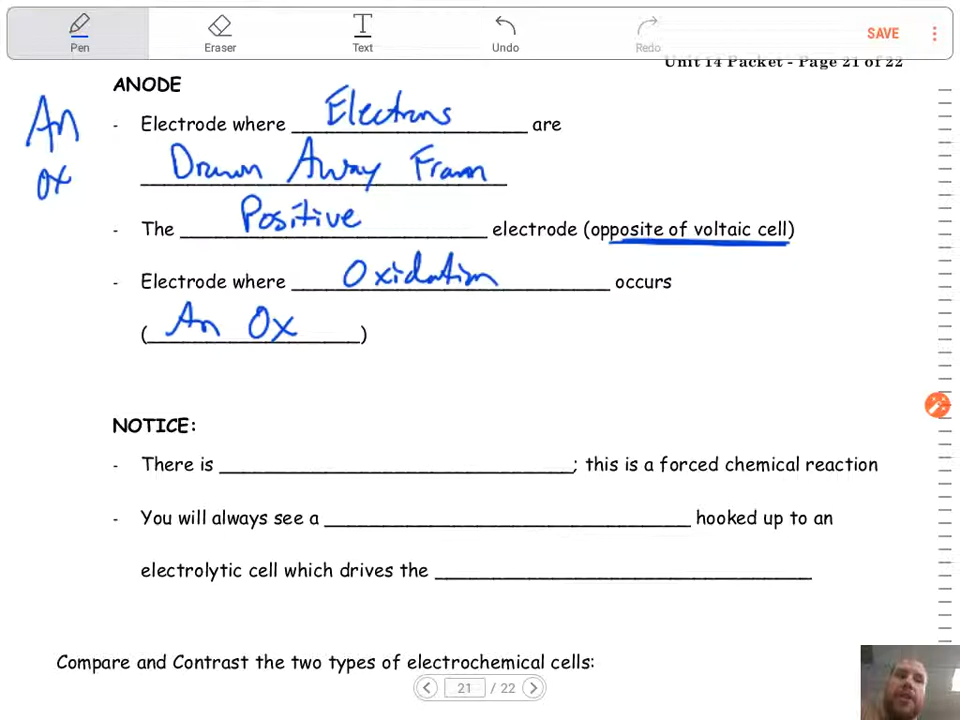 Pen Eraser Text Undo Redo SAVE
Unit 14 Packet - Page 21 of 22
ANODE
An
Ox
- Electrode where Electrons are
Drawn Away From
- The Positive electrode (opposite of voltaic cell)
- Electrode where Oxidation occurs
(An Ox)
NOTICE:
- There is ______; this is a forced chemical reaction
- You will always see a ______ hooked up to an
electrolytic cell which drives the ______
Compare and Contrast the two types of electrochemical cells:
21 / 22